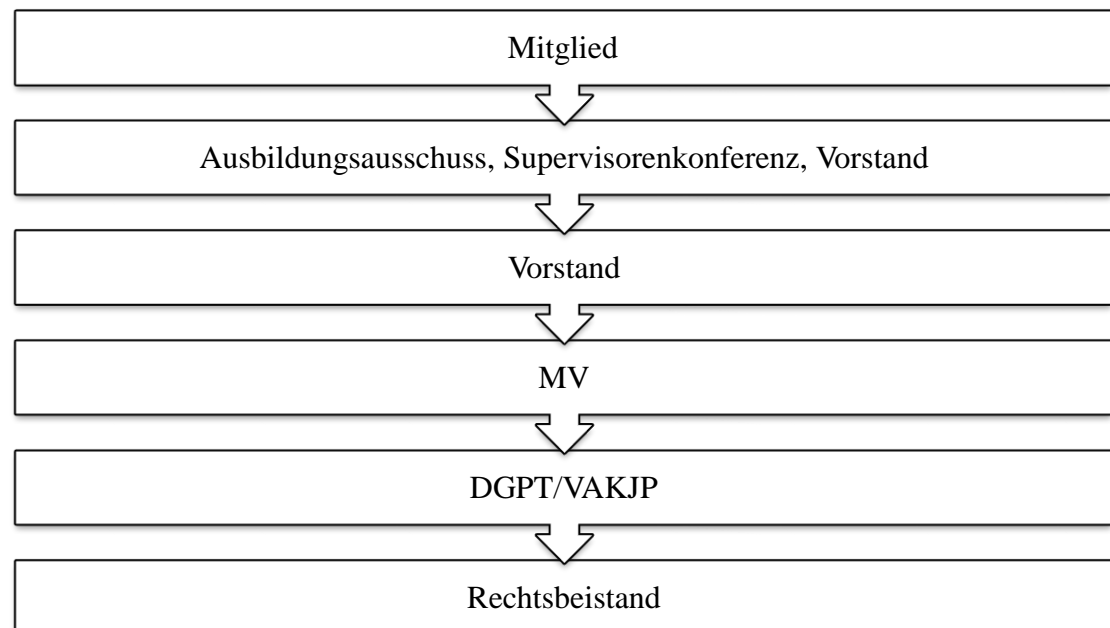 Mitglied
Ausbildungsausschuss, Supervisorenkonferenz, Vorstand
Vorstand
MV
DGPT/VAKJP
Rechtsbeistand